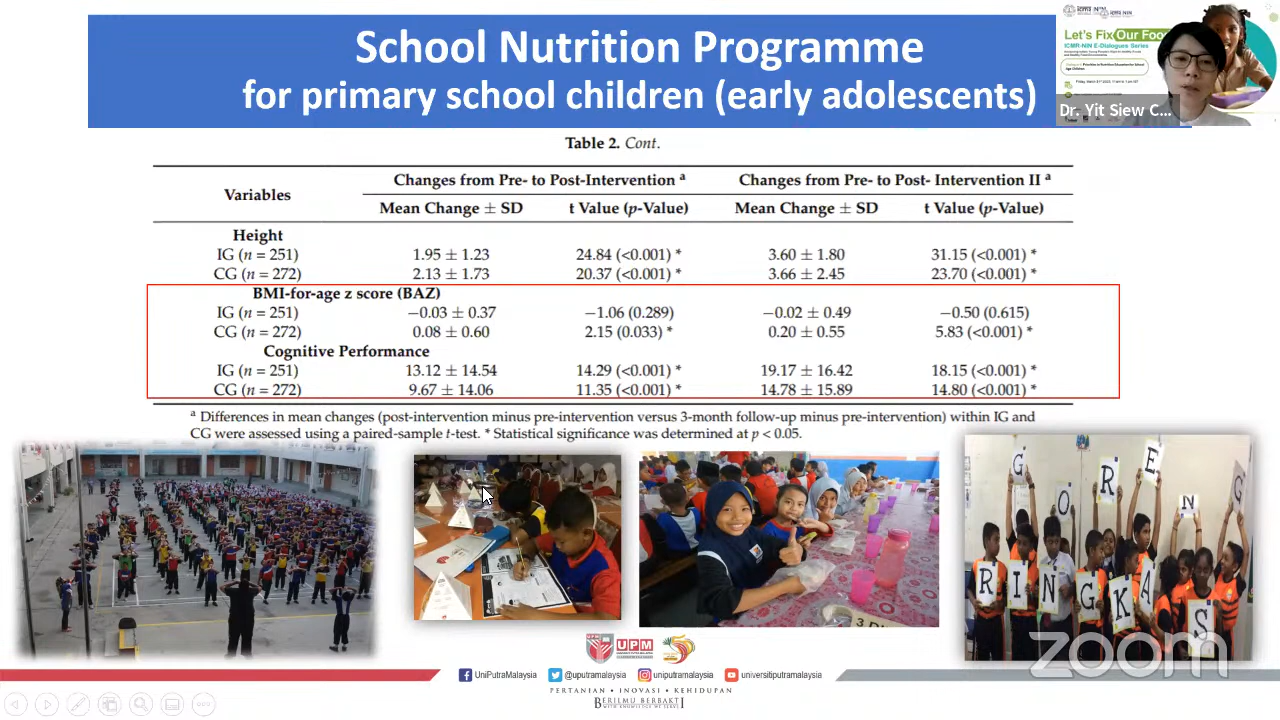 School Nutrition Programme
for primary school children (early adolescents)
ICMR-NIN
Let's Fix Our Foo
ICMR-NIN E-Dialogues Series
Dr. Yit Siew C...
Table 2. Cont.
Variables
Changes from Pre- to Post-Intervention a
Changes from Pre- to Post- Intervention II a
Mean Change ± SD t Value (p-Value) Mean Change ± SD t Value (p-Value)
Height
IG (n = 251) 1.95 ± 1.23 24.84 (<0.001) * 3.60 ± 1.80 31.15 (<0.001) *
CG (n = 272) 2.13 ± 1.73 20.37 (<0.001) * 3.66 ± 2.45 23.70 (<0.001) *
BMI-for-age z score (BAZ)
IG (n = 251) −0.03 ± 0.37 −1.06 (0.289) −0.02 ± 0.49 −0.50 (0.615)
CG (n = 272) 0.08 ± 0.60 2.15 (0.033) * 0.20 ± 0.55 5.83 (<0.001) *
Cognitive Performance
IG (n = 251) 13.12 ± 14.54 14.29 (<0.001) * 19.17 ± 16.42 18.15 (<0.001) *
CG (n = 272) 9.67 ± 14.06 11.35 (<0.001) * 14.78 ± 15.89 14.80 (<0.001) *
a Differences in mean changes (post-intervention minus pre-intervention versus 3-month follow-up minus pre-intervention) within IG and
CG were assessed using a paired-sample t-test. * Statistical significance was determined at p < 0.05.
G O R E N G
R I N G K A S
zoom
UPM
UniPutraMalaysia @uputramalaysia uniputramalaysia universitiputramalaysia
PERTANIAN • INOVASI • KEHIDUPAN
BERILMU BERBAKTI
WITH KNOWLEDGE WE SERVE